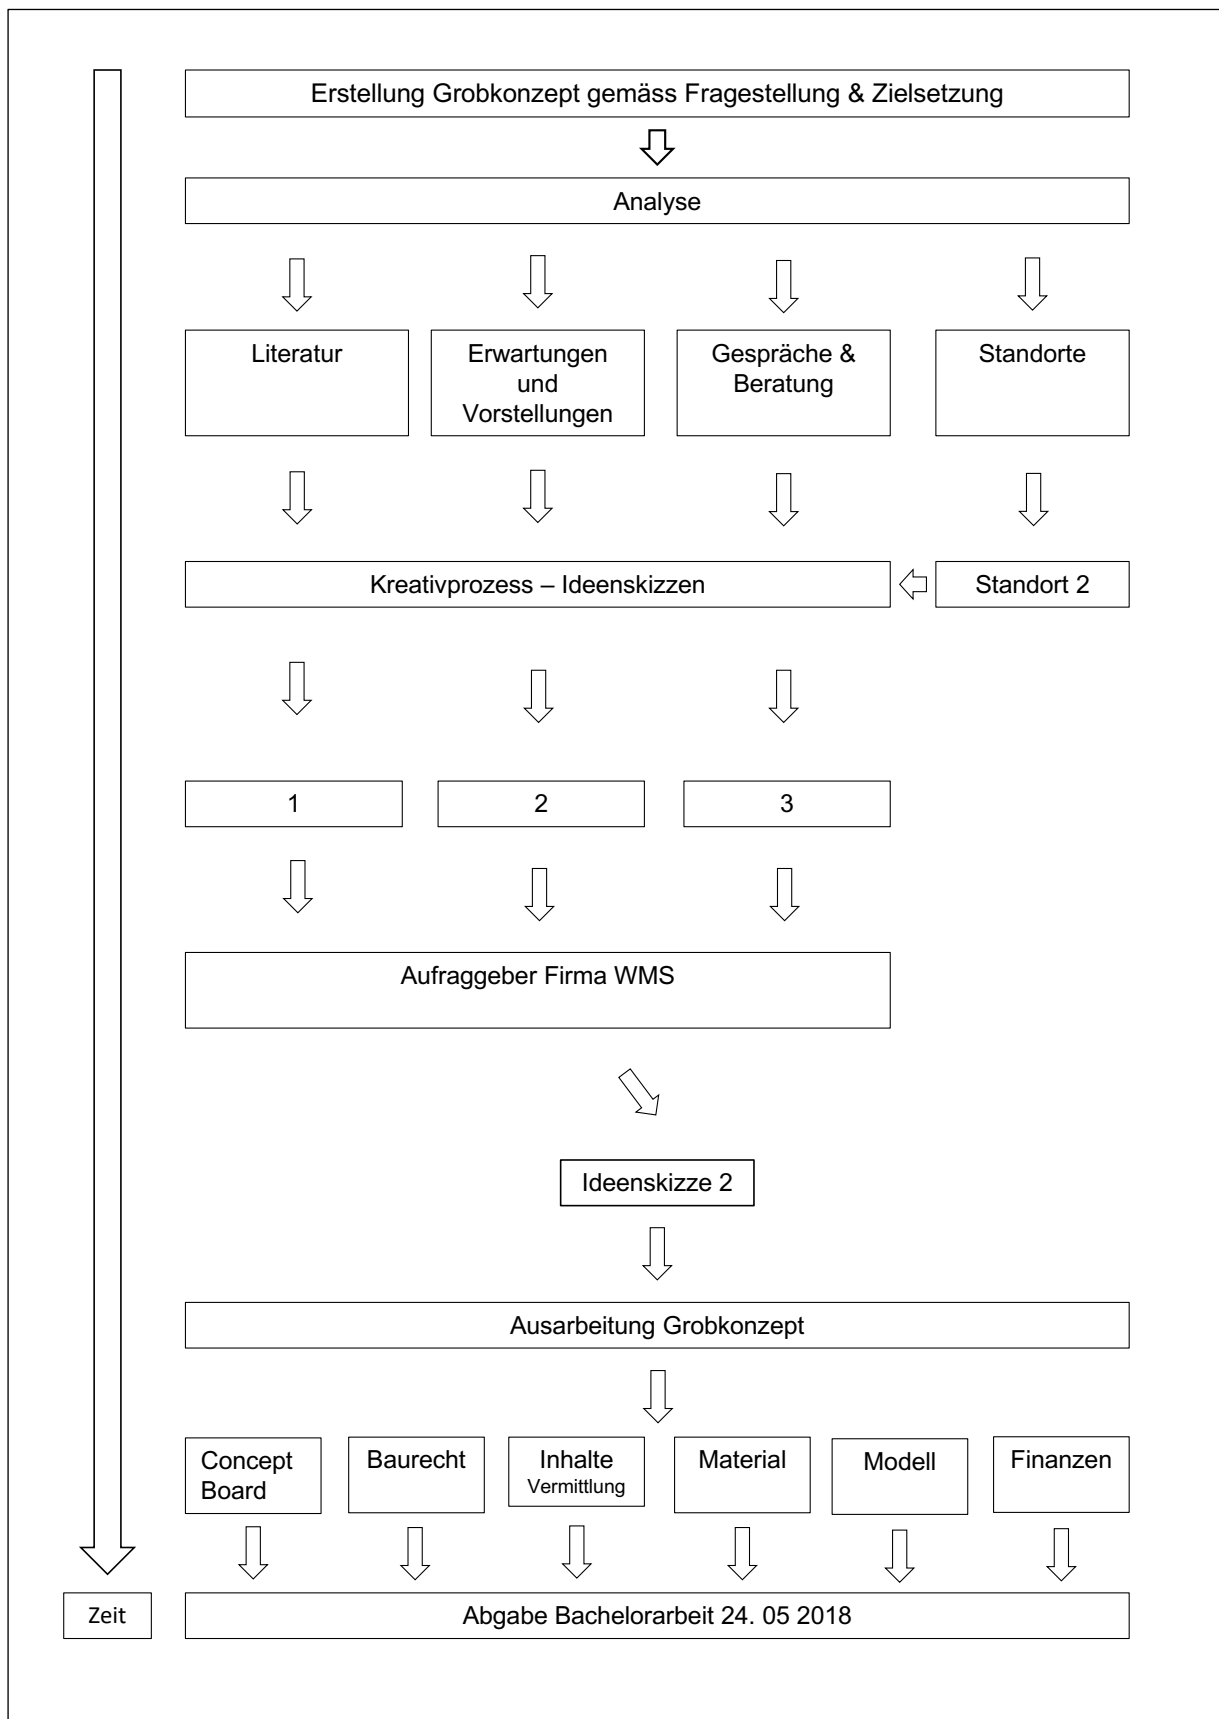 Erstellung Grobkonzept gemäss Fragestellung & Zielsetzung
Analyse
Literatur
Erwartungen
und
Vorstellungen
Gespräche &
Beratung
Standorte
Kreativprozess – Ideenskizzen
Standort 2
1
2
3
Aufraggeber Firma WMS
Ideenskizze 2
Ausarbeitung Grobkonzept
Concept
Board
Baurecht
Inhalte
Vermittlung
Material
Modell
Finanzen
Zeit
Abgabe Bachelorarbeit 24. 05 2018